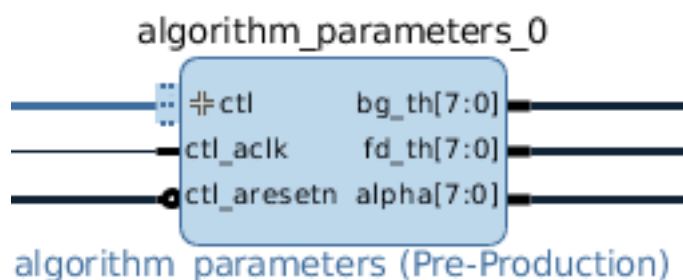 algorithm_parameters_0
ctl bg_th[7:0]
ctl_aclk fd_th[7:0]
ctl_aresetn alpha[7:0]
algorithm_parameters (Pre-Production)